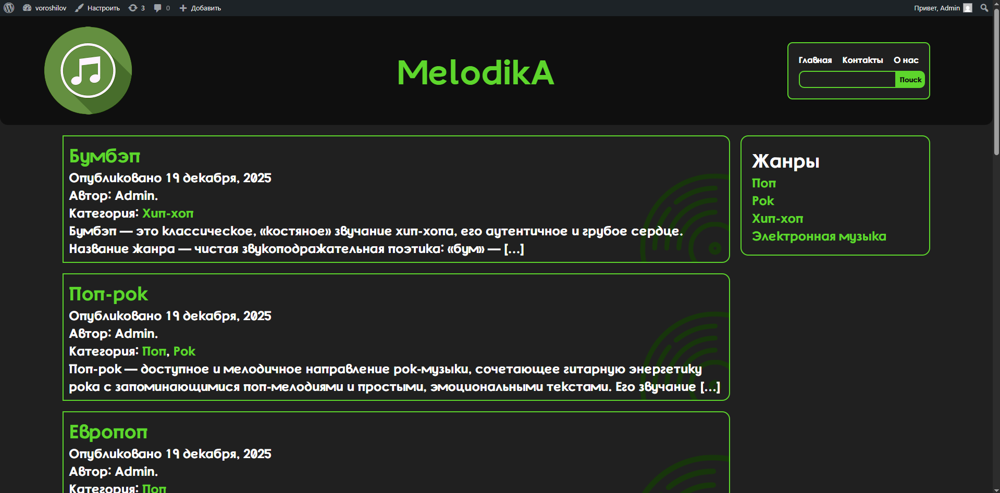 voroshilov Настроить 3 0 Добавить Привет, Admin
MelodikA
Главная Контакты О нас
Поиск
Бумбэп
Опубликовано 19 декабря, 2025
Автор: Admin.
Категория: Хип-хоп
Бумбэп — это классическое, «костяное» звучание хип-хопа, его аутентичное и грубое сердце.
Название жанра — чистая звукоподражательная поэтика: «бум» — […]
Поп-рок
Опубликовано 19 декабря, 2025
Автор: Admin.
Категория: Поп, Рок
Поп-рок — доступное и мелодичное направление рок-музыки, сочетающее гитарную энергетику
рока с запоминающимися поп-мелодиями и простыми, эмоциональными текстами. Его звучание […]
Европоп
Опубликовано 19 декабря, 2025
Автор: Admin.
Категория: Поп
Жанры
Поп
Рок
Хип-хоп
Электронная музыка